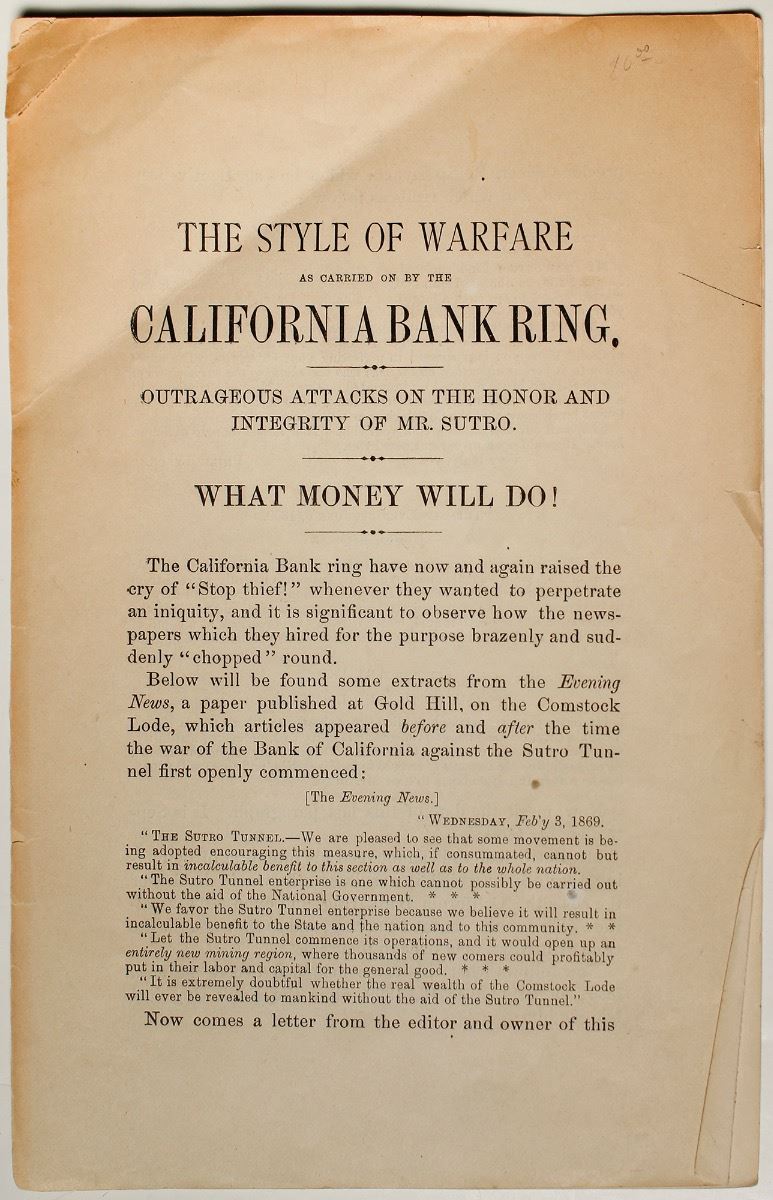 THE STYLE OF WARFARE
AS CARRIED ON BY THE
CALIFORNIA BANK RING.
OUTRAGEOUS ATTACKS ON THE HONOR AND
INTEGRITY OF MR. SUTRO.
WHAT MONEY WILL DO!
The California Bank ring have now and again raised the
cry of "Stop thief!" whenever they wanted to perpetrate
an iniquity, and it is significant to observe how the news-
papers which they hired for the purpose brazenly and sud-
denly "chopped" round.
Below will be found some extracts from the Evening
News, a paper published at Gold Hill, on the Comstock
Lode, which articles appeared before and after the time
the war of the Bank of California against the Sutro Tun-
nel first openly commenced:
[The Evening News.]
"WEDNESDAY, Feb'y 3, 1869.
"THE SUTRO TUNNEL.—We are pleased to see that some movement is be-
ing adopted encouraging this measure, which, if consummated, cannot but
result in incalculable benefit to this section as well as to the whole nation.
"The Sutro Tunnel enterprise is one which cannot possibly be carried out
without the aid of the National Government. * * *
"We favor the Sutro Tunnel enterprise because we believe it will result in
incalculable benefit to the State and the nation and to this community. * *
"Let the Sutro Tunnel commence its operations, and it would open up an
entirely new mining region, where thousands of new comers could profitably
put in their labor and capital for the general good. * * *
"It is extremely doubtful whether the real wealth of the Comstock Lode
will ever be revealed to mankind without the aid of the Sutro Tunnel."
Now comes a letter from the editor and owner of this